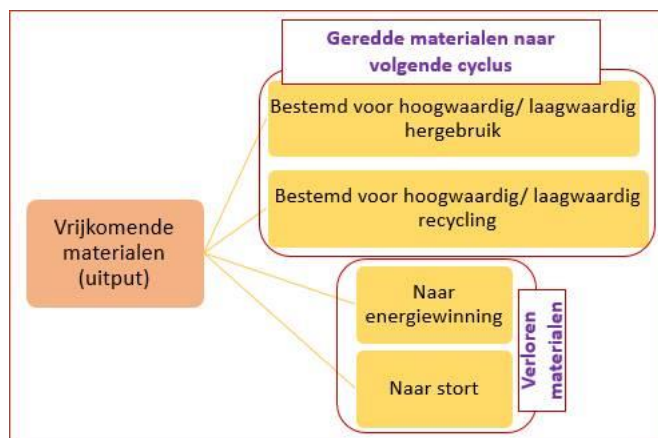 Geredde materialen naar
volgende cyclus
Bestemd voor hoogwaardig/ laagwaardig
hergebruik
Bestemd voor hoogwaardig/ laagwaardig
recycling
Vrijkomende
materialen
(uitput)
Naar
energiewinning
Naar stort
Verloren
materialen